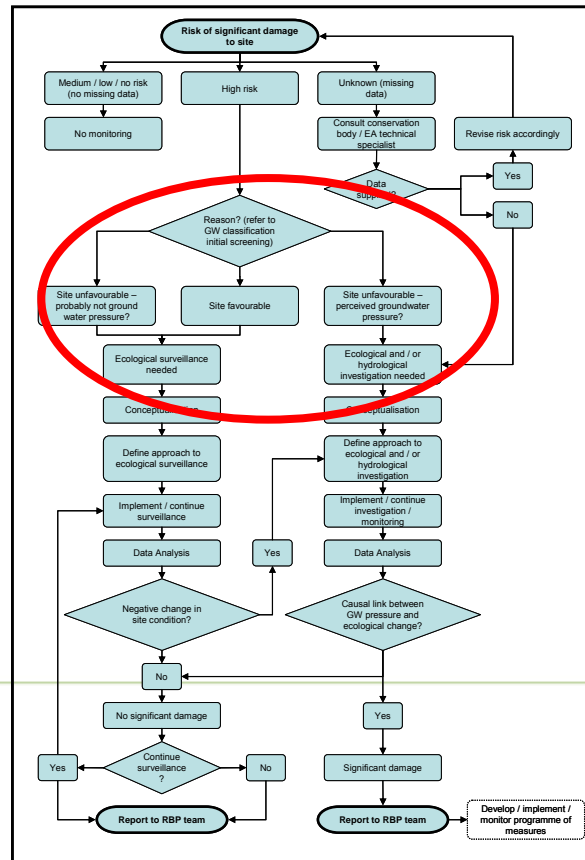 Risk of significant damage
to site
Medium / low / no risk
(no missing data)
High risk
Unknown (missing
data)
No monitoring
Consult conservation
body / EA technical
specialist
Revise risk accordingly
Data
support?
Yes
No
Reason? (refer to
GW classification
initial screening)
Site unfavourable –
probably not ground
water pressure?
Site favourable
Site unfavourable –
perceived groundwater
pressure?
Ecological surveillance
needed
Ecological and / or
hydrological
investigation needed
Conceptualisation
Conceptualisation
Define approach to
ecological surveillance
Define approach to
ecological and / or
hydrological
investigation
Implement / continue
surveillance
Implement / continue
investigation /
monitoring
Data Analysis
Yes
Data Analysis
Negative change in
site condition?
Causal link between
GW pressure and
ecological change?
No
No significant damage
Yes
Continue
surveillance
?
Yes
No
Significant damage
Report to RBP team
Report to RBP team
Develop / implement /
monitor programme of
measures